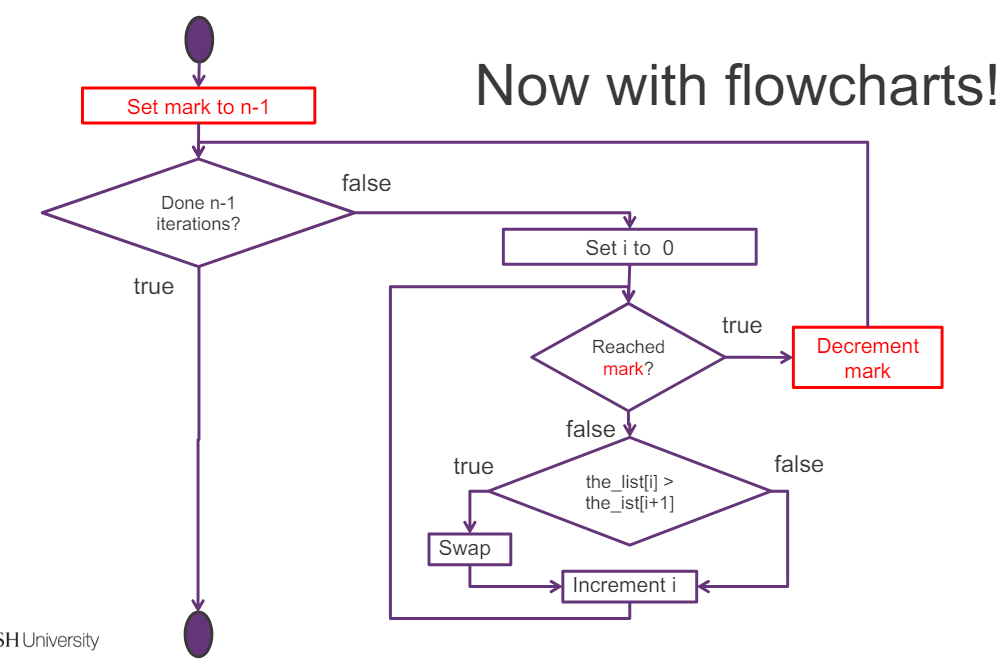 Now with flowcharts!
Set mark to n-1
Done n-1
iterations?
false
true
Set i to 0
Reached
mark?
true
Decrement
mark
false
the_list[i] >
the_ist[i+1]
true
false
Swap
Increment i
SH University